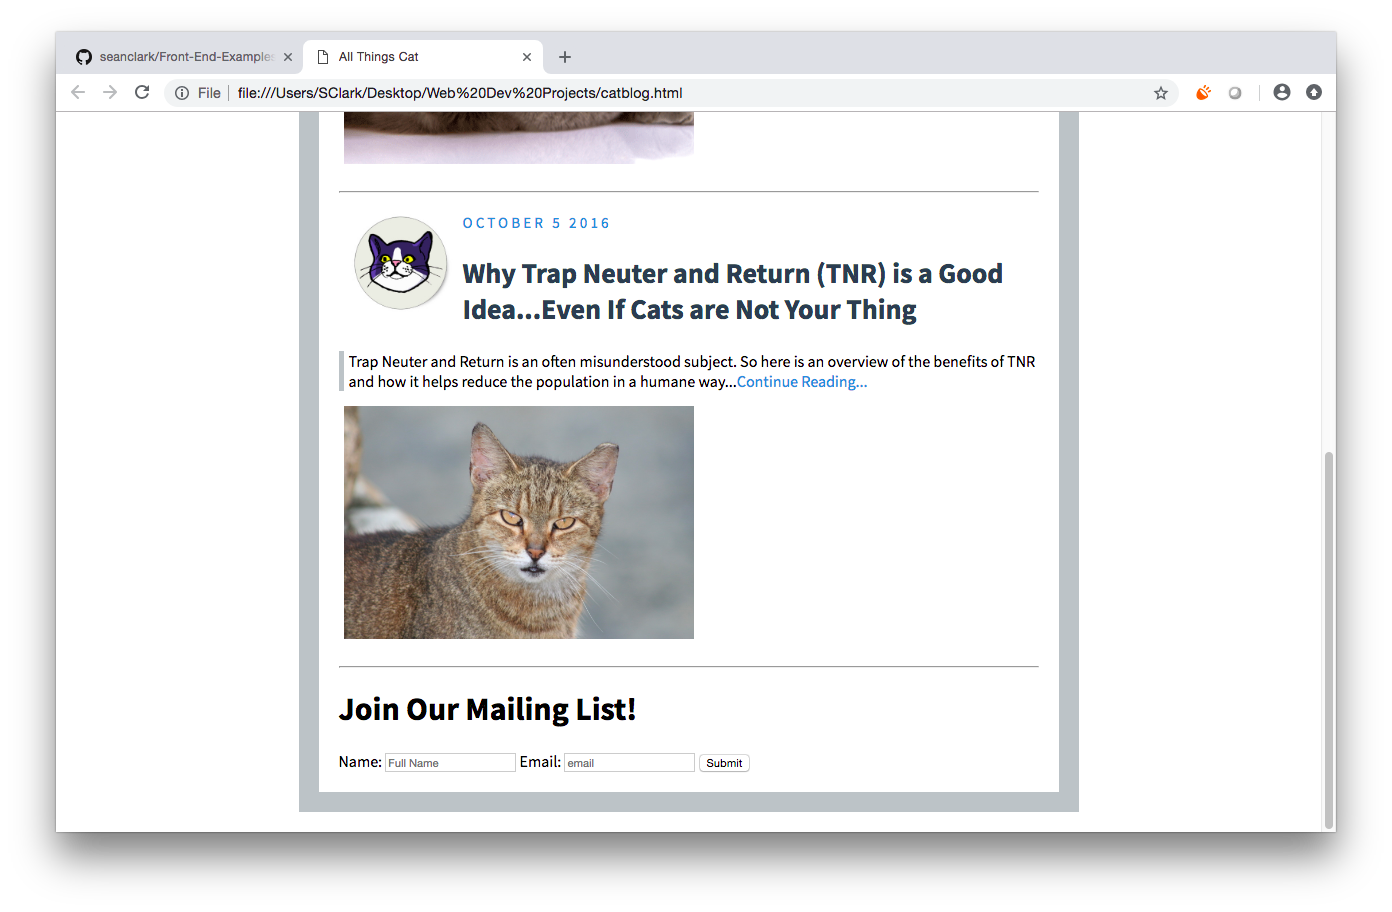 seanclark/Front-End-Examples
All Things Cat
File
file:///Users/SClark/Desktop/Web%20Dev%20Projects/catblog.html
OCTOBER 5 2016
Why Trap Neuter and Return (TNR) is a Good
Idea...Even If Cats are Not Your Thing
Trap Neuter and Return is an often misunderstood subject. So here is an overview of the benefits of TNR
and how it helps reduce the population in a humane way...Continue Reading...
Join Our Mailing List!
Name: Full Name Email: email Submit